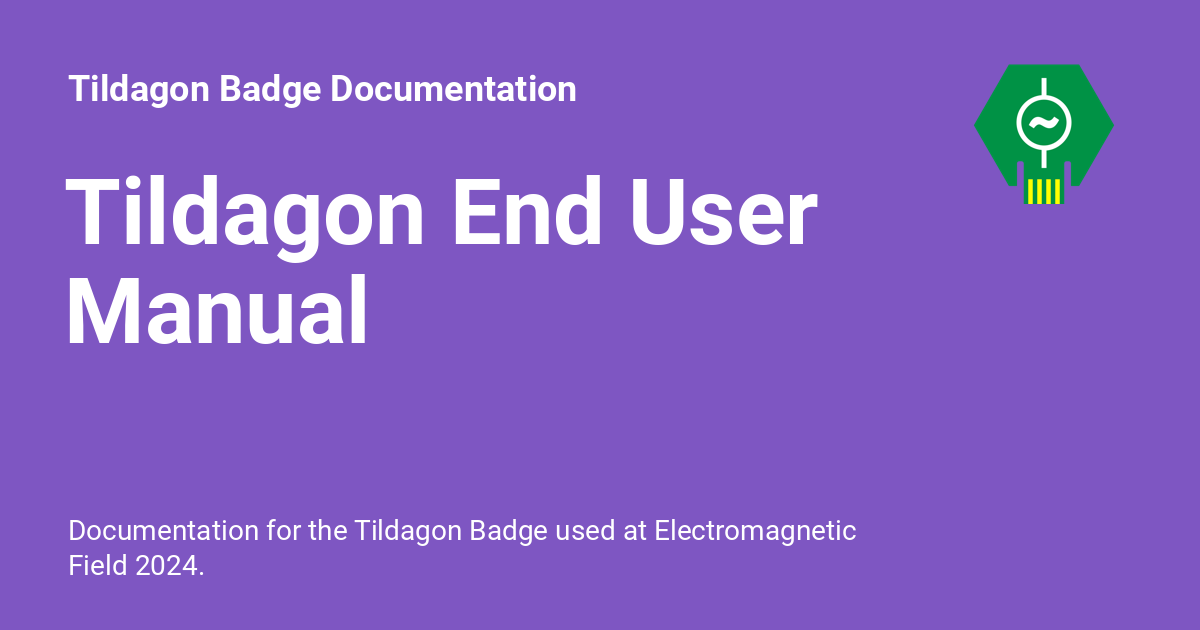 Tildagon Badge Documentation
Tildagon End User
Manual
Documentation for the Tildagon Badge used at Electromagnetic
Field 2024.